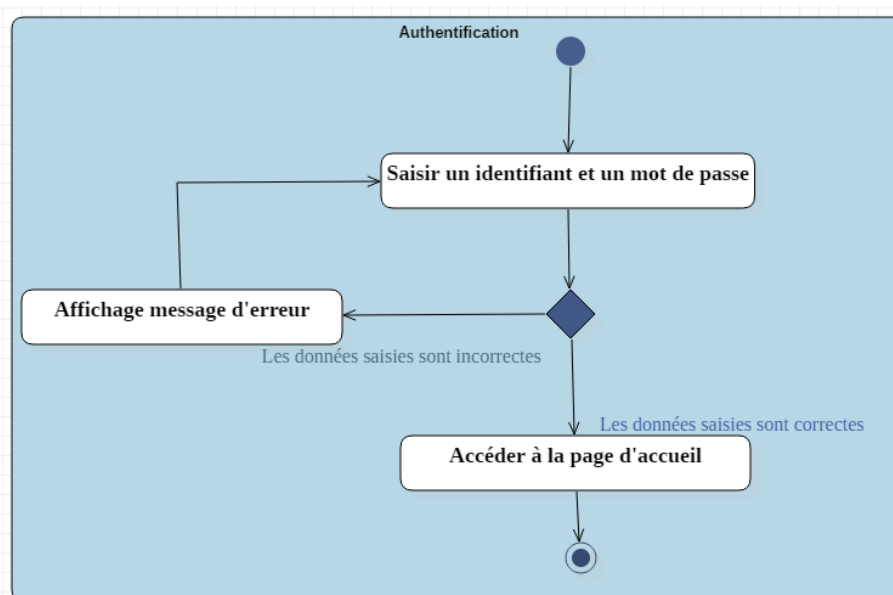 Authentification
Saisir un identifiant et un mot de passe
Affichage message d'erreur
Les données saisies sont incorrectes
Les données saisies sont correctes
Accéder à la page d'accueil